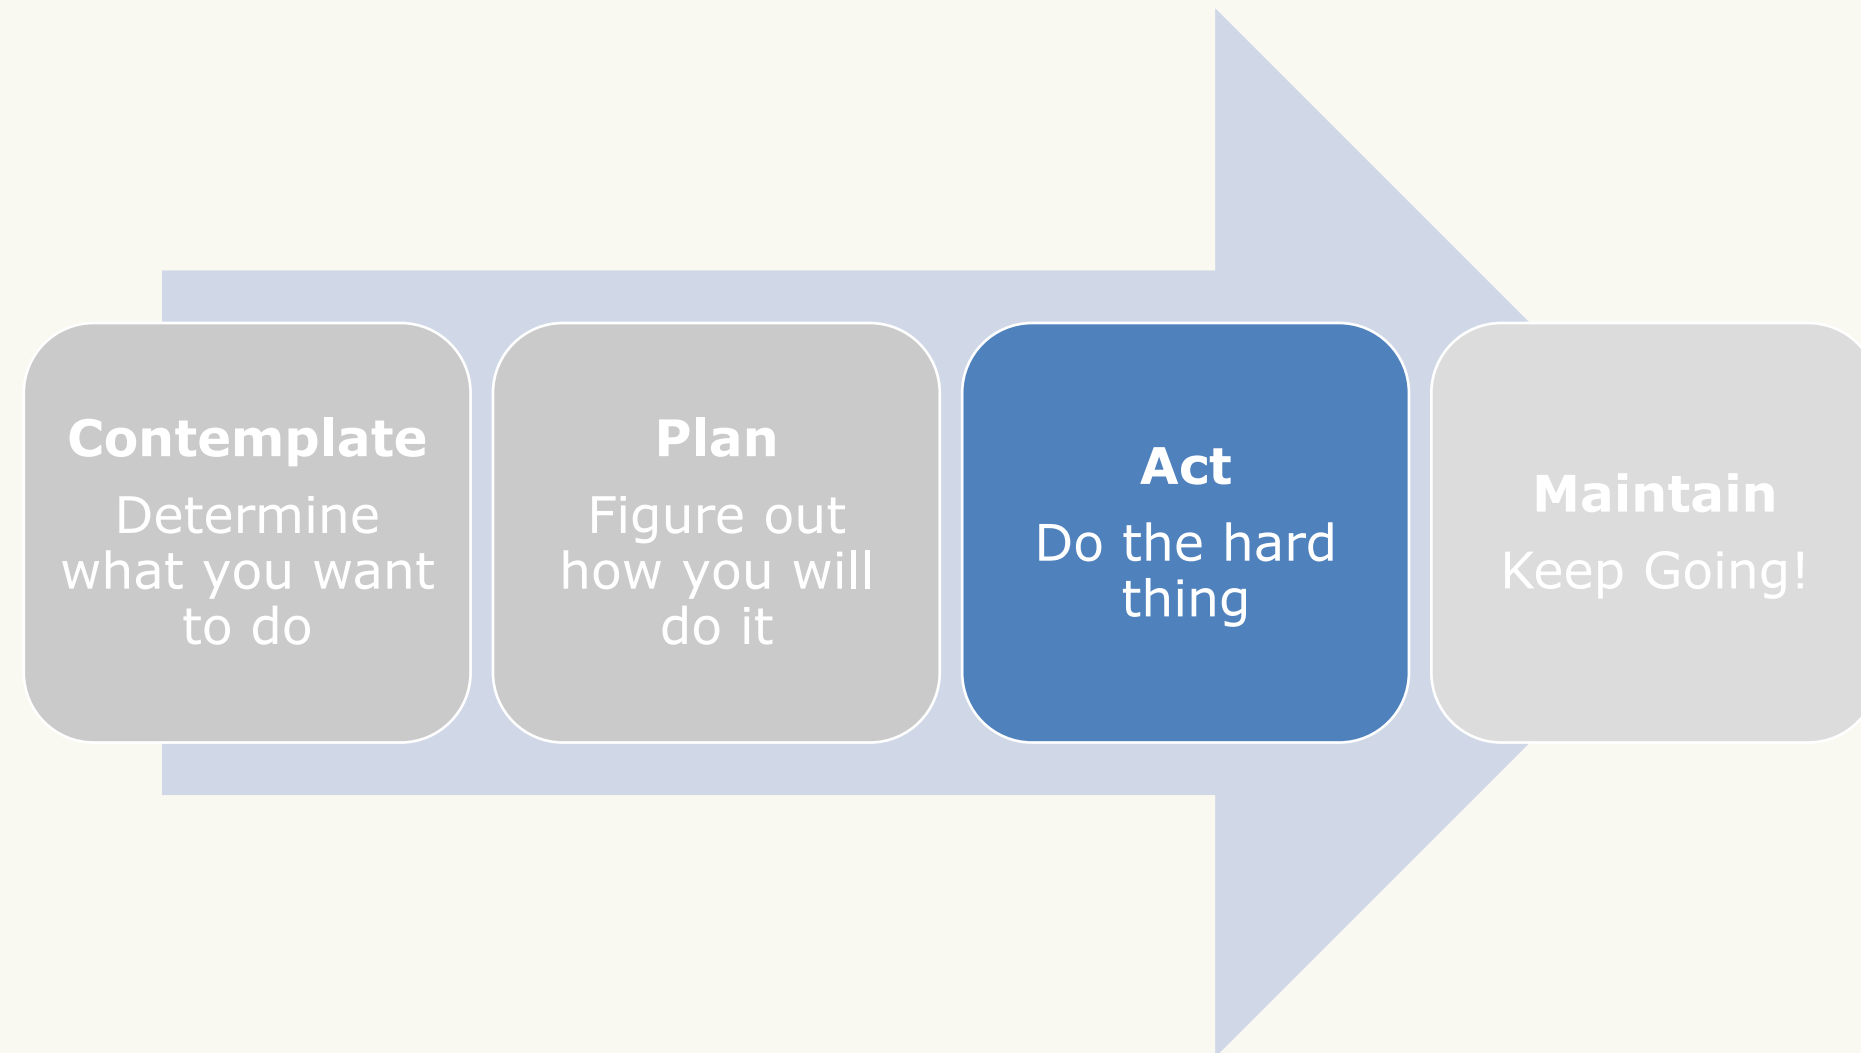 Contemplate
Determine
what you want
to do
Plan
Figure out
how you will
do it
Act
Do the hard
thing
Maintain
Keep Going!